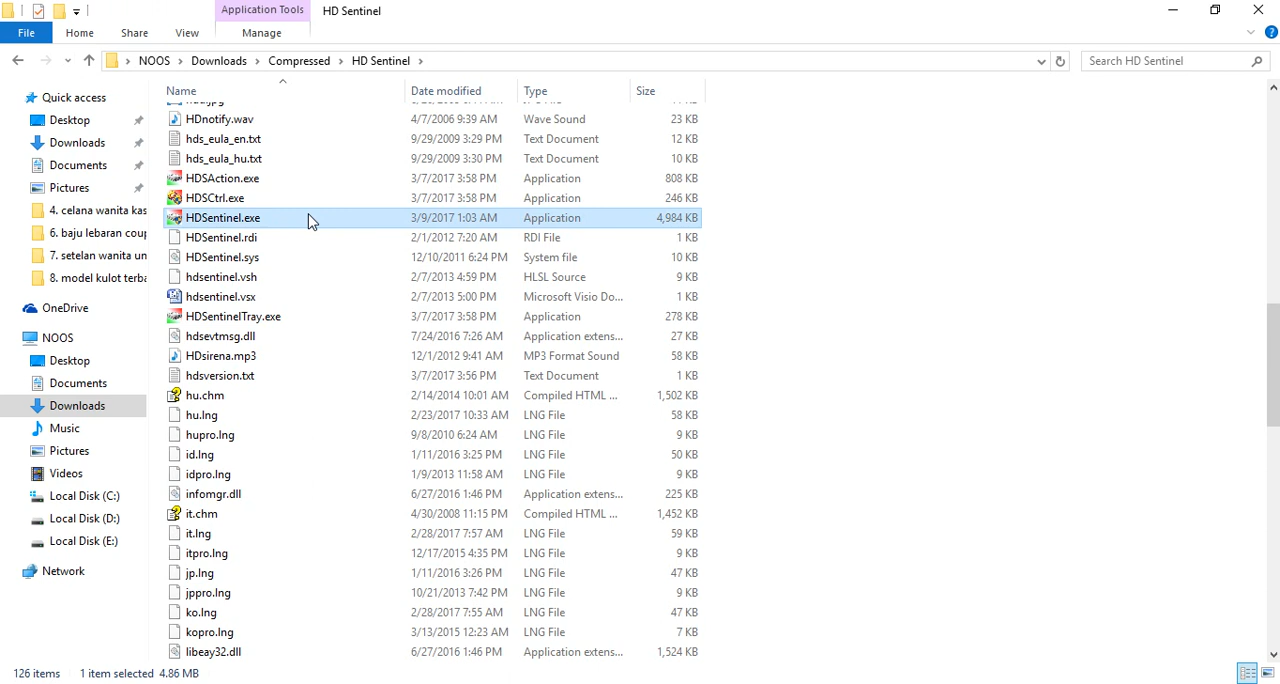 Application Tools HD Sentinel
File Home Share View Manage
NOOS Downloads Compressed HD Sentinel Search HD Sentinel
Name Date modified Type Size
Quick access
Desktop
Downloads
Documents
Pictures
4. celana wanita kas
6. baju lebaran coup
7. setelan wanita un
8. model kulot terba
OneDrive
NOOS
Desktop
Documents
Downloads
Music
Pictures
Videos
Local Disk (C:)
Local Disk (D:)
Local Disk (E:)
Network
HDnotify.wav 4/7/2006 9:39 AM Wave Sound 23 KB
hds_eula_en.txt 9/29/2009 3:29 PM Text Document 12 KB
hds_eula_hu.txt 9/29/2009 3:30 PM Text Document 10 KB
HDSAction.exe 3/7/2017 3:58 PM Application 808 KB
HDSCtrl.exe 3/7/2017 3:58 PM Application 246 KB
HDSentinel.exe 3/9/2017 1:03 AM Application 4,984 KB
HDSentinel.rdi 2/1/2012 7:20 AM RDI File 1 KB
HDSentinel.sys 12/10/2011 6:24 PM System file 10 KB
hdsentinel.vsh 2/7/2013 4:59 PM HLSL Source 9 KB
hdsentinel.vsx 2/7/2013 5:00 PM Microsoft Visio Do... 1 KB
HDSentinelTray.exe 3/7/2017 3:58 PM Application 278 KB
hdsevtmsg.dll 7/24/2016 7:26 AM Application extens... 27 KB
HDsirena.mp3 12/1/2012 9:41 AM MP3 Format Sound 58 KB
hdsversion.txt 3/7/2017 3:56 PM Text Document 1 KB
hu.chm 2/14/2014 10:01 AM Compiled HTML ... 1,502 KB
hu.lng 2/23/2017 10:33 AM LNG File 58 KB
hupro.lng 9/8/2010 6:24 AM LNG File 9 KB
id.lng 1/11/2016 3:25 PM LNG File 50 KB
idpro.lng 1/9/2013 11:58 AM LNG File 9 KB
infomgr.dll 6/27/2016 1:46 PM Application extens... 225 KB
it.chm 4/30/2008 11:15 PM Compiled HTML ... 1,452 KB
it.lng 2/28/2017 7:57 AM LNG File 59 KB
itpro.lng 12/17/2015 4:35 PM LNG File 9 KB
jp.lng 1/11/2016 3:26 PM LNG File 47 KB
jppro.lng 10/21/2013 7:42 PM LNG File 9 KB
ko.lng 2/28/2017 7:55 AM LNG File 47 KB
kopro.lng 3/13/2015 12:23 AM LNG File 7 KB
libeay32.dll 6/27/2016 1:46 PM Application extens... 1,524 KB
126 items 1 item selected 4.86 MB